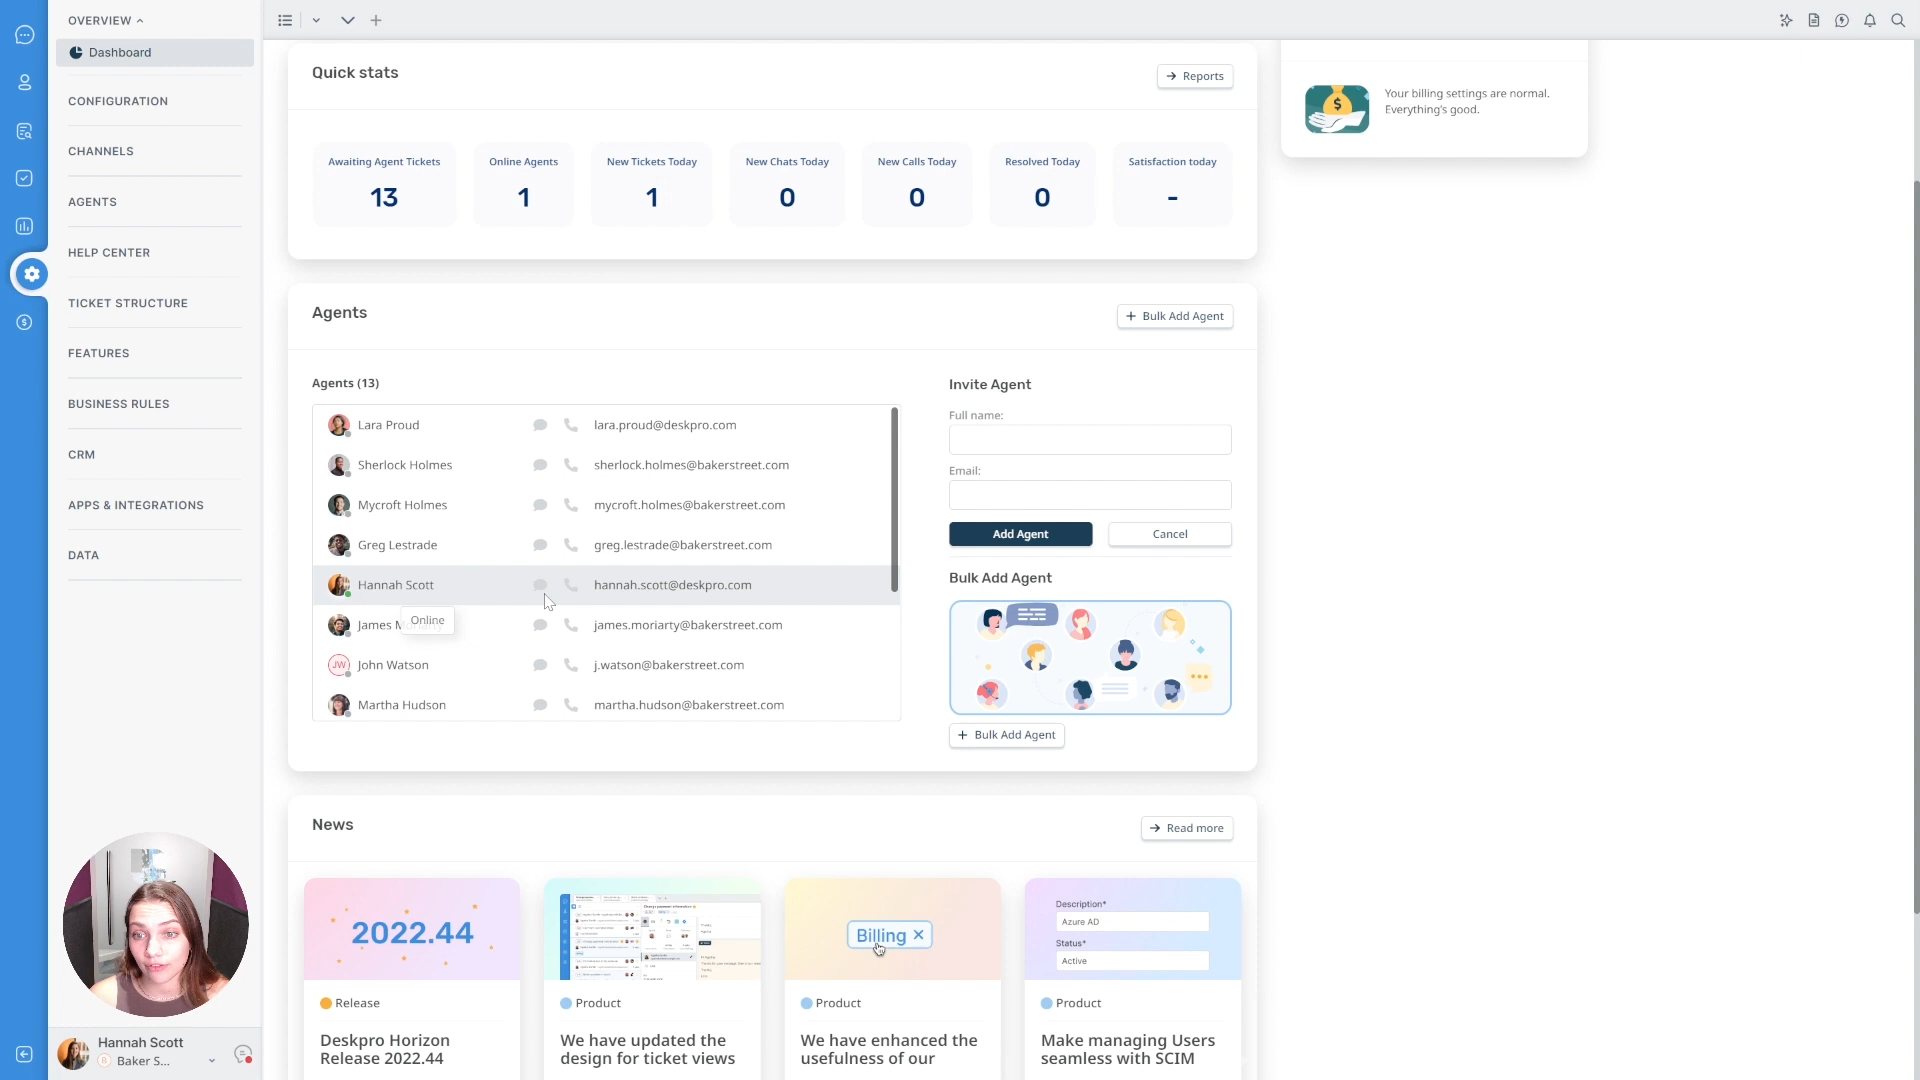 OVERVIEW
Dashboard
CONFIGURATION
CHANNELS
AGENTS
HELP CENTER
TICKET STRUCTURE
FEATURES
BUSINESS RULES
CRM
APPS & INTEGRATIONS
DATA
Hannah Scott
Baker S...
Quick stats
Reports
Awaiting Agent Tickets
13
Online Agents
1
New Tickets Today
1
New Chats Today
0
New Calls Today
0
Resolved Today
0
Satisfaction today
-
Your billing settings are normal.
Everything's good.
Agents
+ Bulk Add Agent
Agents (13)
Lara Proud lara.proud@deskpro.com
Sherlock Holmes sherlock.holmes@bakerstreet.com
Mycroft Holmes mycroft.holmes@bakerstreet.com
Greg Lestrade greg.lestrade@bakerstreet.com
Hannah Scott hannah.scott@deskpro.com
Online
James james.moriarty@bakerstreet.com
JW John Watson j.watson@bakerstreet.com
Martha Hudson martha.hudson@bakerstreet.com
Invite Agent
Full name:
Email:
Add Agent
Cancel
Bulk Add Agent
+ Bulk Add Agent
News
Read more
2022.44
Release
Deskpro Horizon
Release 2022.44
Product
We have updated the
design for ticket views
Billing ×
Product
We have enhanced the
usefulness of our
Description*
Azure AD
Status*
Active
Product
Make managing Users
seamless with SCIM